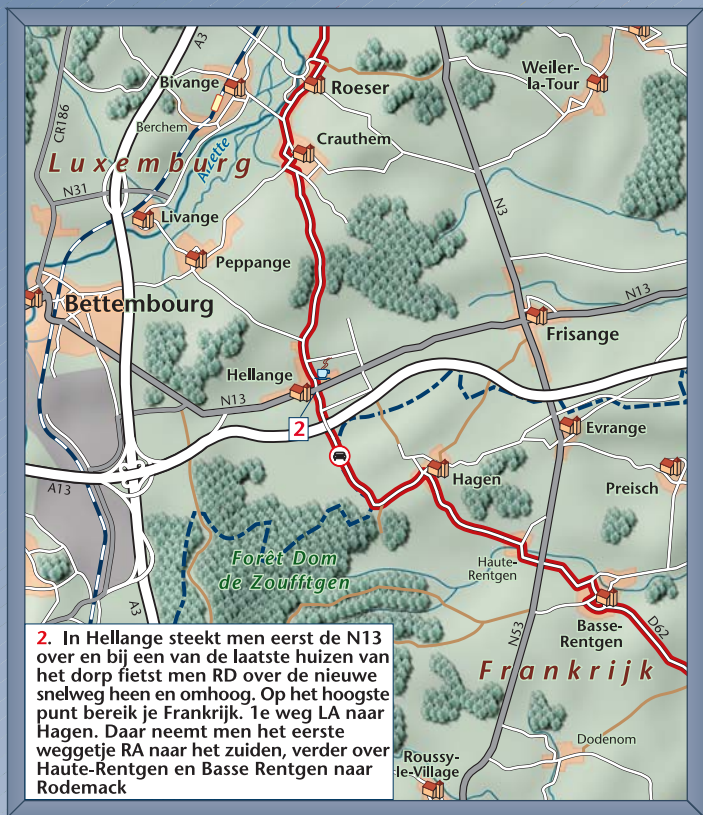 A3
Bivange
Roeser
Weiler-
la-Tour
CR186
Berchem
Crauthem
Luxemburg
Alzette
N31
N3
Livange
Peppange
Bettembourg
N13
Frisange
Hellange
N13
2
Evrange
A13
Hagen
Preisch
Forêt Dom
de Zoufftgen
Haute-
Rentgen
Basse-
Rentgen
D62
A3
N53
Frankrijk
Dodenom
Roussy-
le-Village
2. In Hellange steekt men eerst de N13
over en bij een van de laatste huizen van
het dorp fietst men RD over de nieuwe
snelweg heen en omhoog. Op het hoogste
punt bereik je Frankrijk. 1e weg LA naar
Hagen. Daar neemt men het eerste
weggetje RA naar het zuiden, verder over
Haute-Rentgen en Basse Rentgen naar
Rodemack